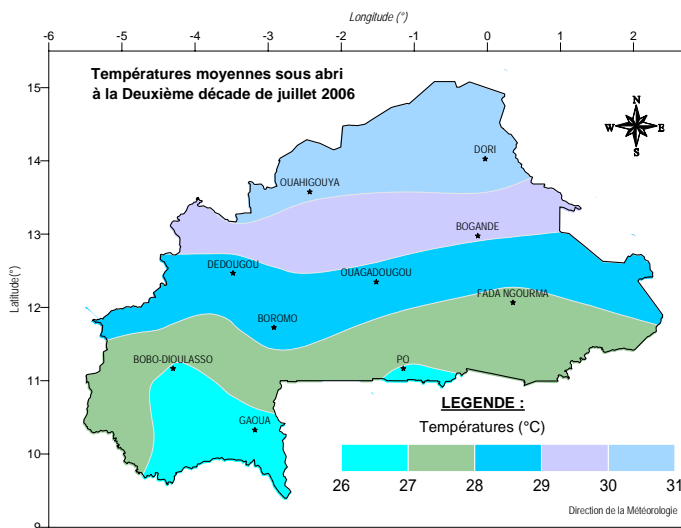 Longitude (°)
-6 -5 -4 -3 -2 -1 0 1 2
Températures moyennes sous abri
à la Deuxième décade de juillet 2006
N
W E
S
Latitude(°)
15
14
13
12
11
10
9
DORI
OUAHIGOUYA
BOGANDE
DEDOUGOU
OUAGADOUGOU
FADA NGOURMA
BOROMO
BOBO-DIOULASSO
PO
GAOUA
LEGENDE :
Températures (°C)
26 27 28 29 30 31
Direction de la Météorologie